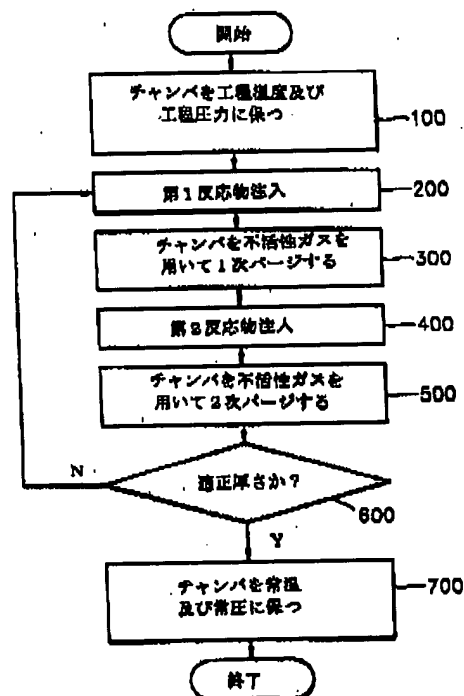 開始
チャンバを工程温度及び
工程圧力に保つ
100
第1反応物注入
200
チャンバを不活性ガスを
用いて1次パージする
300
第2反応物注入
400
チャンバを不活性ガスを
用いて2次パージする
500
N
適正厚さか?
600
Y
チャンバを常温
及び常圧に保つ
700
終了